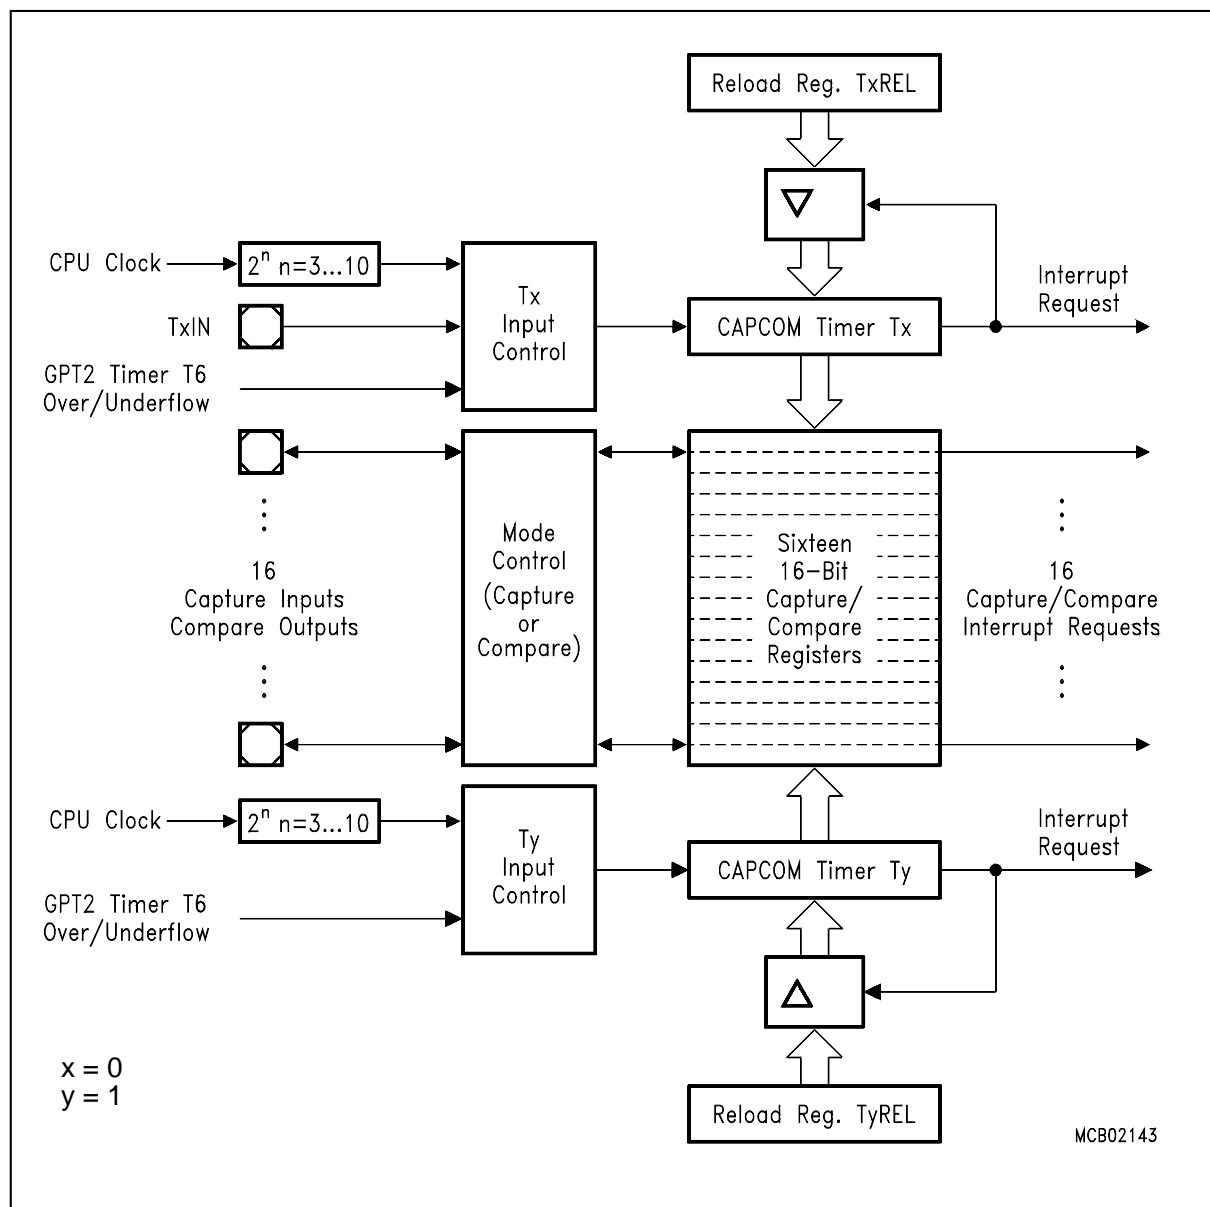 Reload Reg. TxREL
CPU Clock
2ⁿ n=3...10
TxIN
GPT2 Timer T6
Over/Underflow
Tx
Input
Control
CAPCOM Timer Tx
Interrupt
Request
16
Capture Inputs
Compare Outputs
Mode
Control
(Capture
or
Compare)
Sixteen
16-Bit
Capture/
Compare
Registers
16
Capture/Compare
Interrupt Requests
CPU Clock
2ⁿ n=3...10
GPT2 Timer T6
Over/Underflow
Ty
Input
Control
CAPCOM Timer Ty
Interrupt
Request
x = 0
y = 1
Reload Reg. TyREL
MCB02143